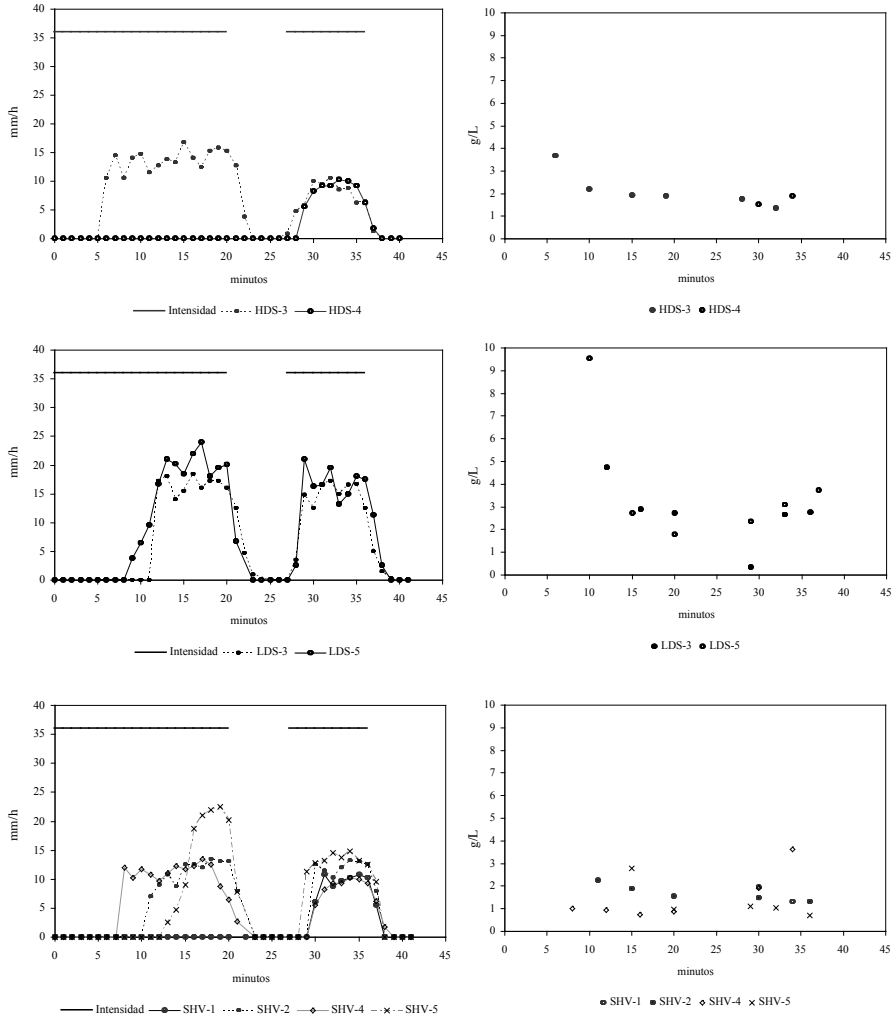 40
35
30
25
20
15
10
5
0
mm/h
0 5 10 15 20 25 30 35 40 45
minutos
Intensidad HDS-3 HDS-4
10
9
8
7
6
5
4
3
2
1
0
g/L
0 5 10 15 20 25 30 35 40 45
minutos
HDS-3 HDS-4
40
35
30
25
20
15
10
5
0
mm/h
0 5 10 15 20 25 30 35 40 45
minutos
Intensidad LDS-3 LDS-5
10
9
8
7
6
5
4
3
2
1
0
g/L
0 5 10 15 20 25 30 35 40 45
minutos
LDS-3 LDS-5
40
35
30
25
20
15
10
5
0
mm/h
0 5 10 15 20 25 30 35 40 45
minutos
Intensidad SHV-1 SHV-2 SHV-4 SHV-5
10
9
8
7
6
5
4
3
2
1
0
g/L
0 5 10 15 20 25 30 35 40 45
minutos
SHV-1 SHV-2 SHV-4 SHV-5